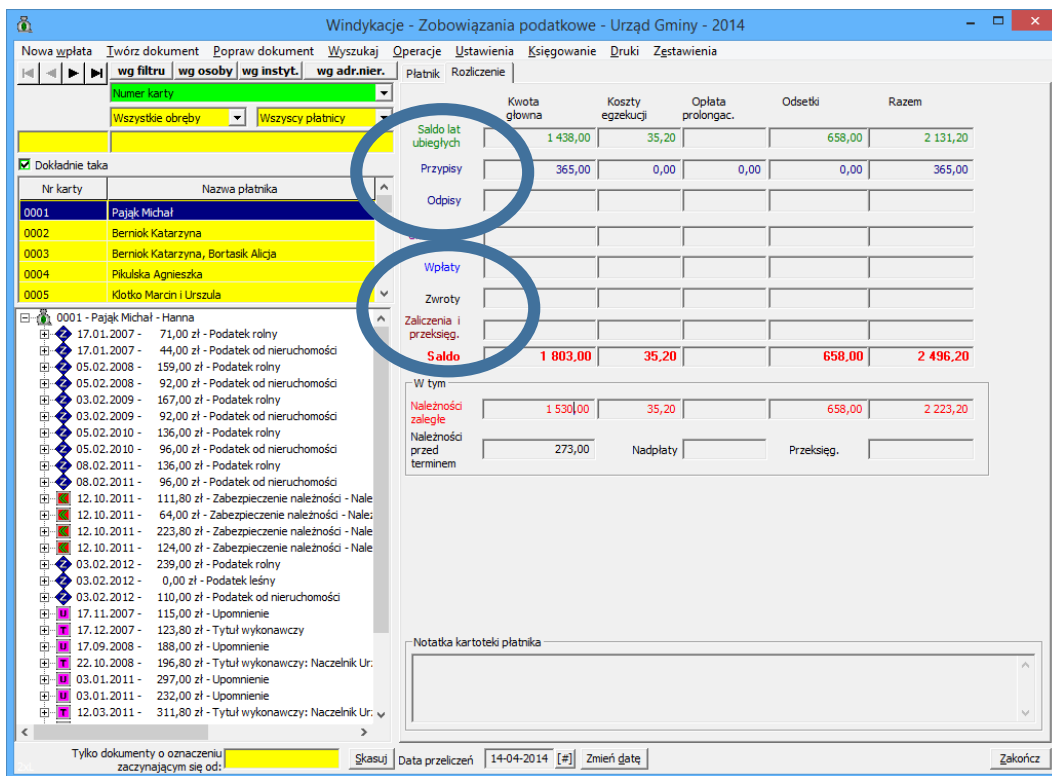 Windykacje - Zobowiązania podatkowe - Urząd Gminy - 2014
Nowa wpłata Twórz dokument Popraw dokument Wyszukaj Operacje Ustawienia Księgowanie Druki Zestawienia
wg filtru wg osoby wg instyt. wg adr.nier. Płatnik Rozliczenie
Numer karty
Wszystkie obręby Wszyscy płatnicy
Dokładnie taka
Nr karty Nazwa płatnika
0001 Pająk Michał
0002 Berniok Katarzyna
0003 Berniok Katarzyna, Bortasik Alicja
0004 Pikulska Agnieszka
0005 Klotko Marcin i Urszula
0001 - Pająk Michał - Hanna
17.01.2007 - 71,00 zł - Podatek rolny
17.01.2007 - 44,00 zł - Podatek od nieruchomości
05.02.2008 - 159,00 zł - Podatek rolny
05.02.2008 - 92,00 zł - Podatek od nieruchomości
03.02.2009 - 167,00 zł - Podatek rolny
03.02.2009 - 92,00 zł - Podatek od nieruchomości
05.02.2010 - 136,00 zł - Podatek rolny
05.02.2010 - 96,00 zł - Podatek od nieruchomości
08.02.2011 - 136,00 zł - Podatek rolny
08.02.2011 - 96,00 zł - Podatek od nieruchomości
12.10.2011 - 111,80 zł - Zabezpieczenie należności - Nale
12.10.2011 - 64,00 zł - Zabezpieczenie należności - Należ
12.10.2011 - 223,80 zł - Zabezpieczenie należności - Nale
12.10.2011 - 124,00 zł - Zabezpieczenie należności - Nale
03.02.2012 - 239,00 zł - Podatek rolny
03.02.2012 - 0,00 zł - Podatek leśny
03.02.2012 - 110,00 zł - Podatek od nieruchomości
17.11.2007 - 115,00 zł - Upomnienie
17.12.2007 - 123,80 zł - Tytuł wykonawczy
17.09.2008 - 188,00 zł - Upomnienie
22.10.2008 - 196,80 zł - Tytuł wykonawczy: Naczelnik Ur:
03.01.2011 - 297,00 zł - Upomnienie
03.01.2011 - 232,00 zł - Upomnienie
12.03.2011 - 311,80 zł - Tytuł wykonawczy: Naczelnik Ur:
Kwota główna Koszty egzekucji Opłata prolongac. Odsetki Razem
Saldo lat ubiegłych 1 438,00 35,20 658,00 2 131,20
Przypisy 365,00 0,00 0,00 0,00 365,00
Odpisy
Wpłaty
Zwroty
Zaliczenia i przeksięg.
Saldo 1 803,00 35,20 658,00 2 496,20
W tym
Należności zaległe 1 530,00 35,20 658,00 2 223,20
Należności przed terminem 273,00 Nadpłaty Przeksięg.
Notatka kartoteki płatnika
Tylko dokumenty o oznaczeniu zaczynającym się od: Skasuj Data przeliczeń 14-04-2014 [#] Zmień datę Zakończ